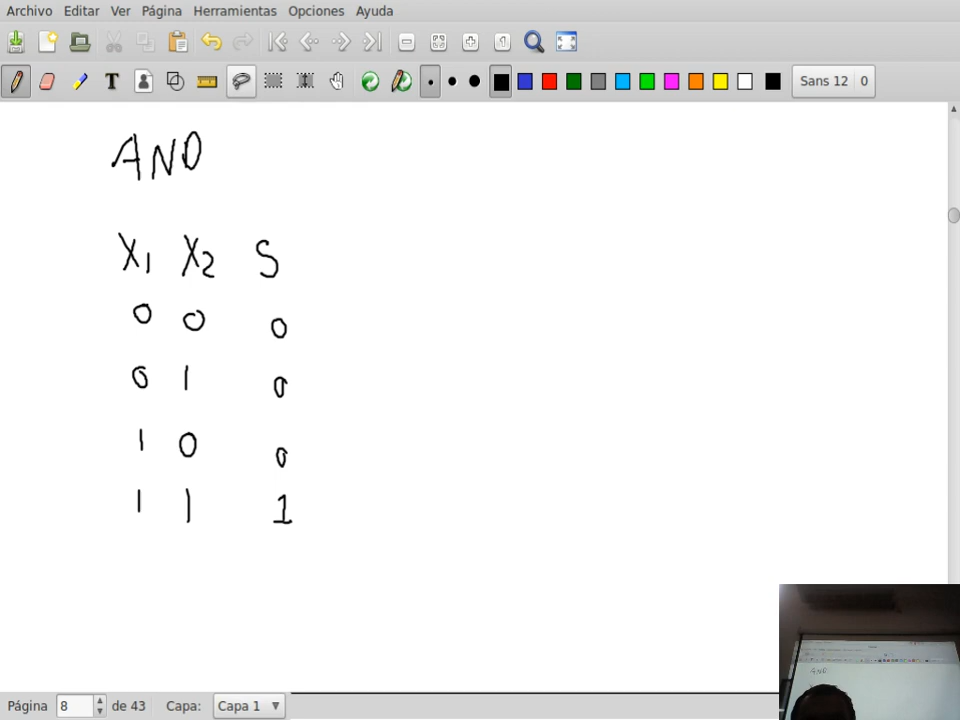 Archivo Editar Ver Página Herramientas Opciones Ayuda
T Sans 12 0
AND
X1 X2 S
0 0 0
0 1 0
1 0 0
1 1 1
AND
Página 8 de 43 Capa: Capa 1